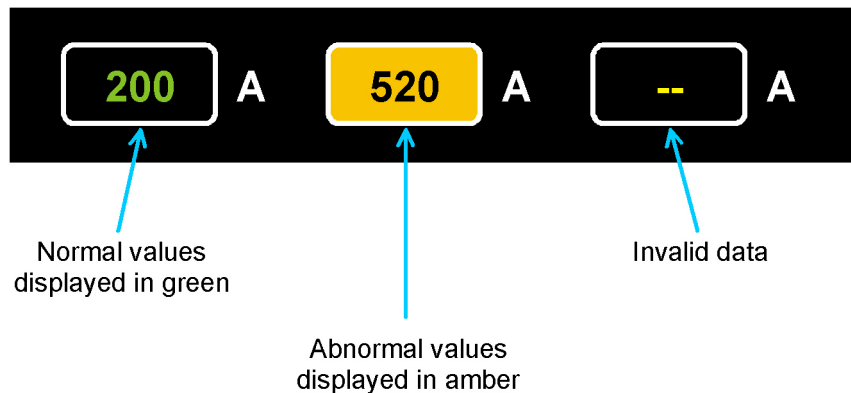 200 A 520 A -- A
Normal values
displayed in green
Invalid data
Abnormal values
displayed in amber